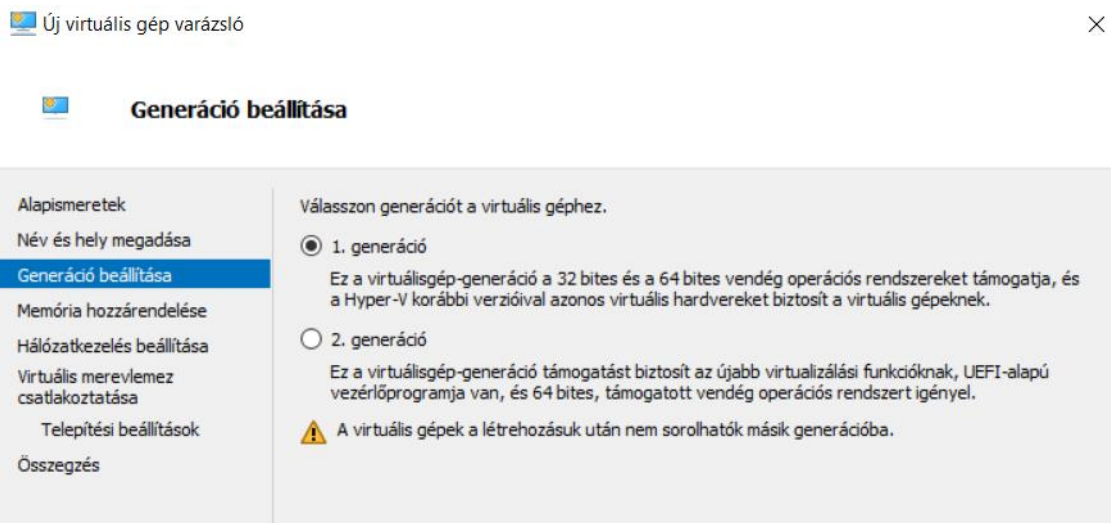 Új virtuális gép varázsló
Generáció beállítása
Alapismeretek
Név és hely megadása
Generáció beállítása
Memória hozzárendelése
Hálózatkezelés beállítása
Virtuális merevlemez
csatlakoztatása
Telepítési beállítások
Összegzés
Válasszon generációt a virtuális géphez.
1. generáció
Ez a virtuálisgép-generáció a 32 bites és a 64 bites vendég operációs rendszereket támogatja, és
a Hyper-V korábbi verzióival azonos virtuális hardvereket biztosít a virtuális gépeknek.
2. generáció
Ez a virtuálisgép-generáció támogatást biztosít az újabb virtualizálási funkcióknak, UEFI-alapú
vezérlőprogramja van, és 64 bites, támogatott vendég operációs rendszert igényel.
A virtuális gépek a létrehozásuk után nem sorolhatók másik generációba.